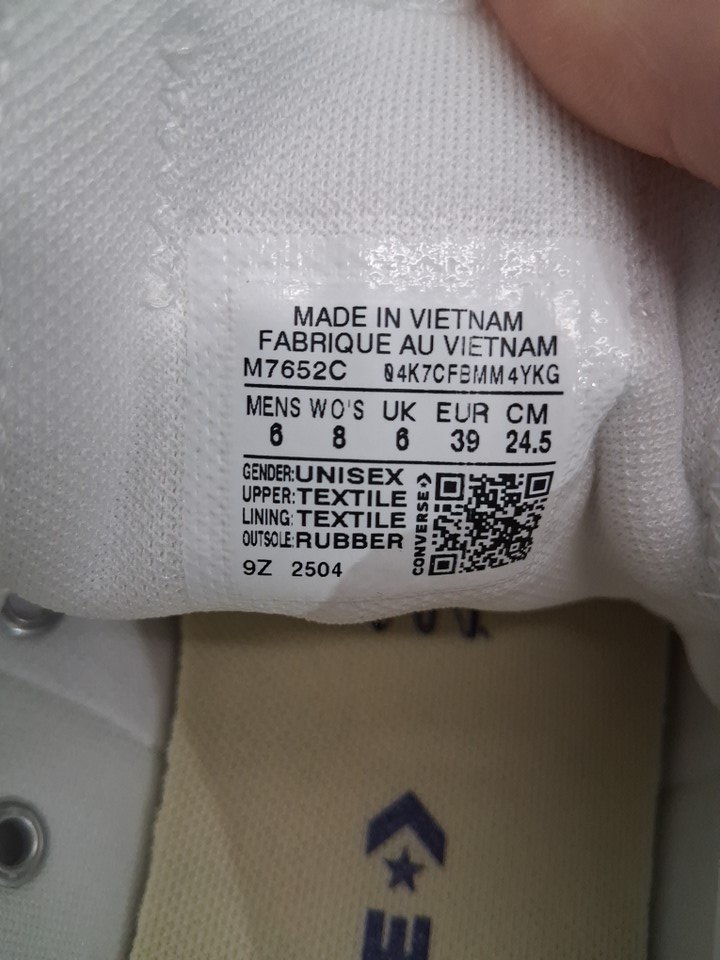 MADE IN VIETNAM
FABRIQUE AU VIETNAM
M7652C 04K7CFBMM4YKG
MENS WO'S UK EUR CM
6 8 6 39 24.5
GENDER:UNISEX
UPPER:TEXTILE
LINING:TEXTILE
OUTSOLE:RUBBER
9Z 2504
CONVERSE
E